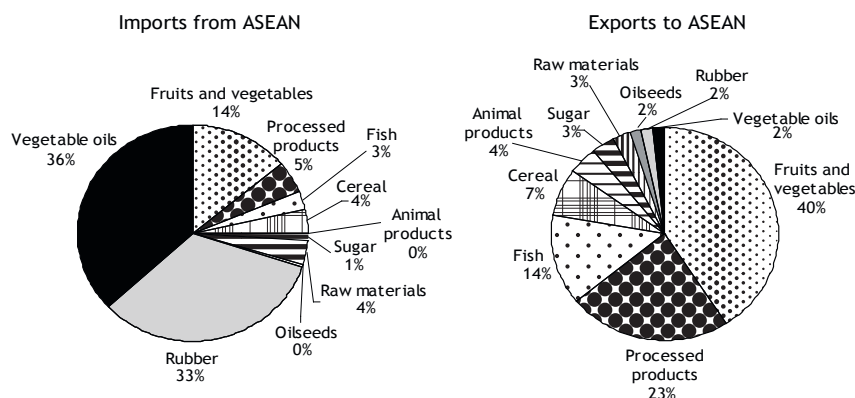 Imports from ASEAN
Fruits and vegetables
14%
Processed
products
5%
Fish
3%
Cereal
4%
Animal
products
0%
Sugar
1%
Raw materials
4%
Oilseeds
0%
Rubber
33%
Vegetable oils
36%
Exports to ASEAN
Raw materials
3%
Oilseeds
2%
Rubber
2%
Vegetable oils
2%
Fruits and
vegetables
40%
Processed
products
23%
Fish
14%
Cereal
7%
Animal
products
4%
Sugar
3%